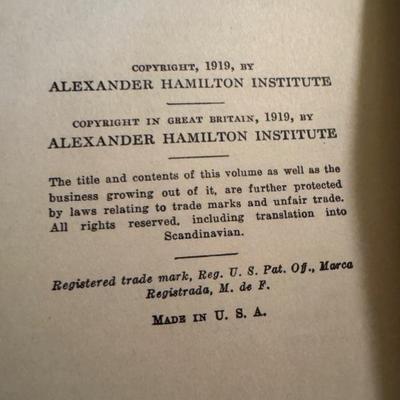 COPYRIGHT, 1919, BY
ALEXANDER HAMILTON INSTITUTE
COPYRIGHT IN GREAT BRITAIN, 1919, BY
ALEXANDER HAMILTON INSTITUTE
The title and contents of this volume as well as the
business growing out of it, are further protected
by laws relating to trade marks and unfair trade.
All rights reserved, including translation into
Scandinavian.
Registered trade mark, Reg. U. S. Pat. Off., Marca
Registrada, M. de F.
MADE IN U. S. A.